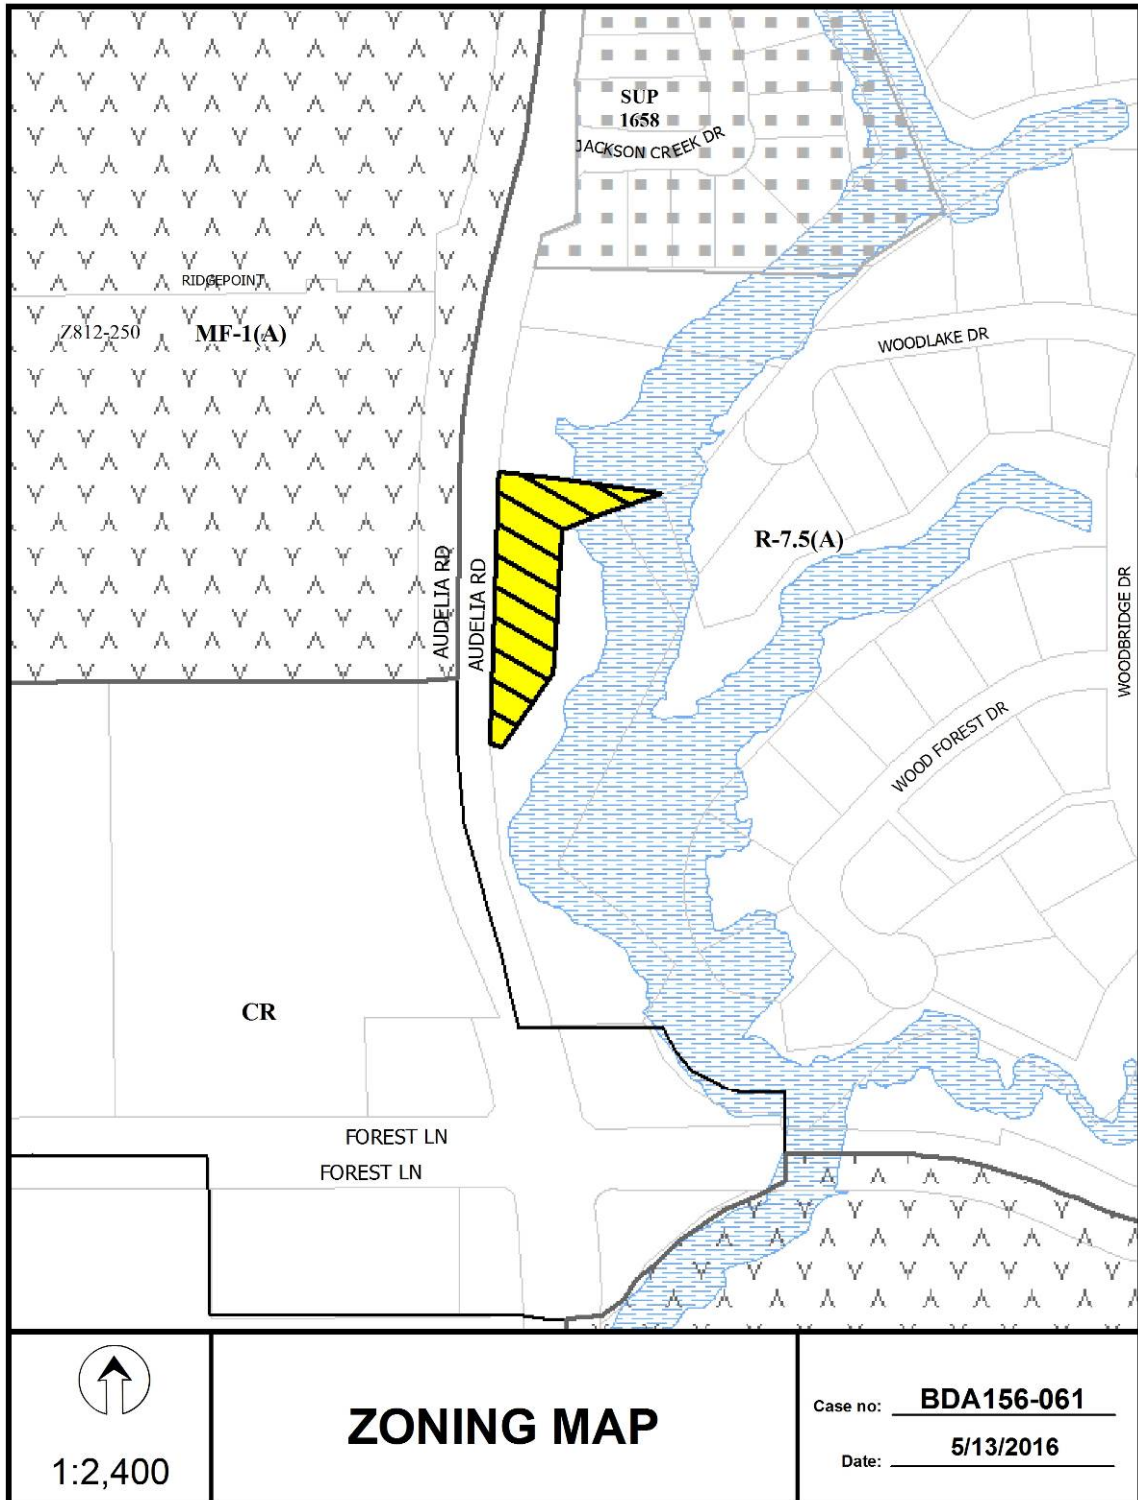 SUP
1658
JACKSON CREEK DR
RIDGEPOINT
Z812-250
MF-1(A)
WOODLAKE DR
R-7.5(A)
AUDELIA RD
AUDELIA RD
WOODBRIDGE DR
WOOD FOREST DR
CR
FOREST LN
FOREST LN
1:2,400
ZONING MAP
Case no: BDA156-061
Date: 5/13/2016